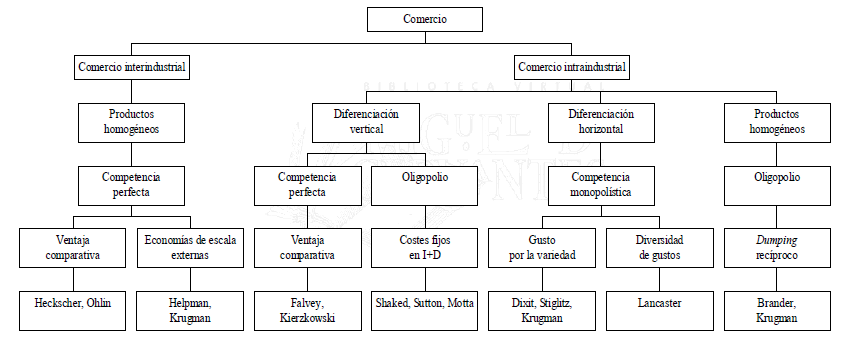 Comercio
Comercio interindustrial
Comercio intraindustrial
BIBLIOTECA VIRTUAL
Productos
homogéneos
Diferenciación
vertical
Diferenciación
horizontal
Productos
homogéneos
Competencia
perfecta
Competencia
perfecta
Oligopolio
Competencia
monopolística
Oligopolio
Ventaja
comparativa
Economías de escala
externas
Ventaja
comparativa
Costes fijos
en I+D
Gusto
por la variedad
Diversidad
de gustos
Dumping
recíproco
Heckscher, Ohlin
Helpman,
Krugman
Falvey,
Kierzkowski
Shaked, Sutton, Motta
Dixit, Stiglitz,
Krugman
Lancaster
Brander,
Krugman